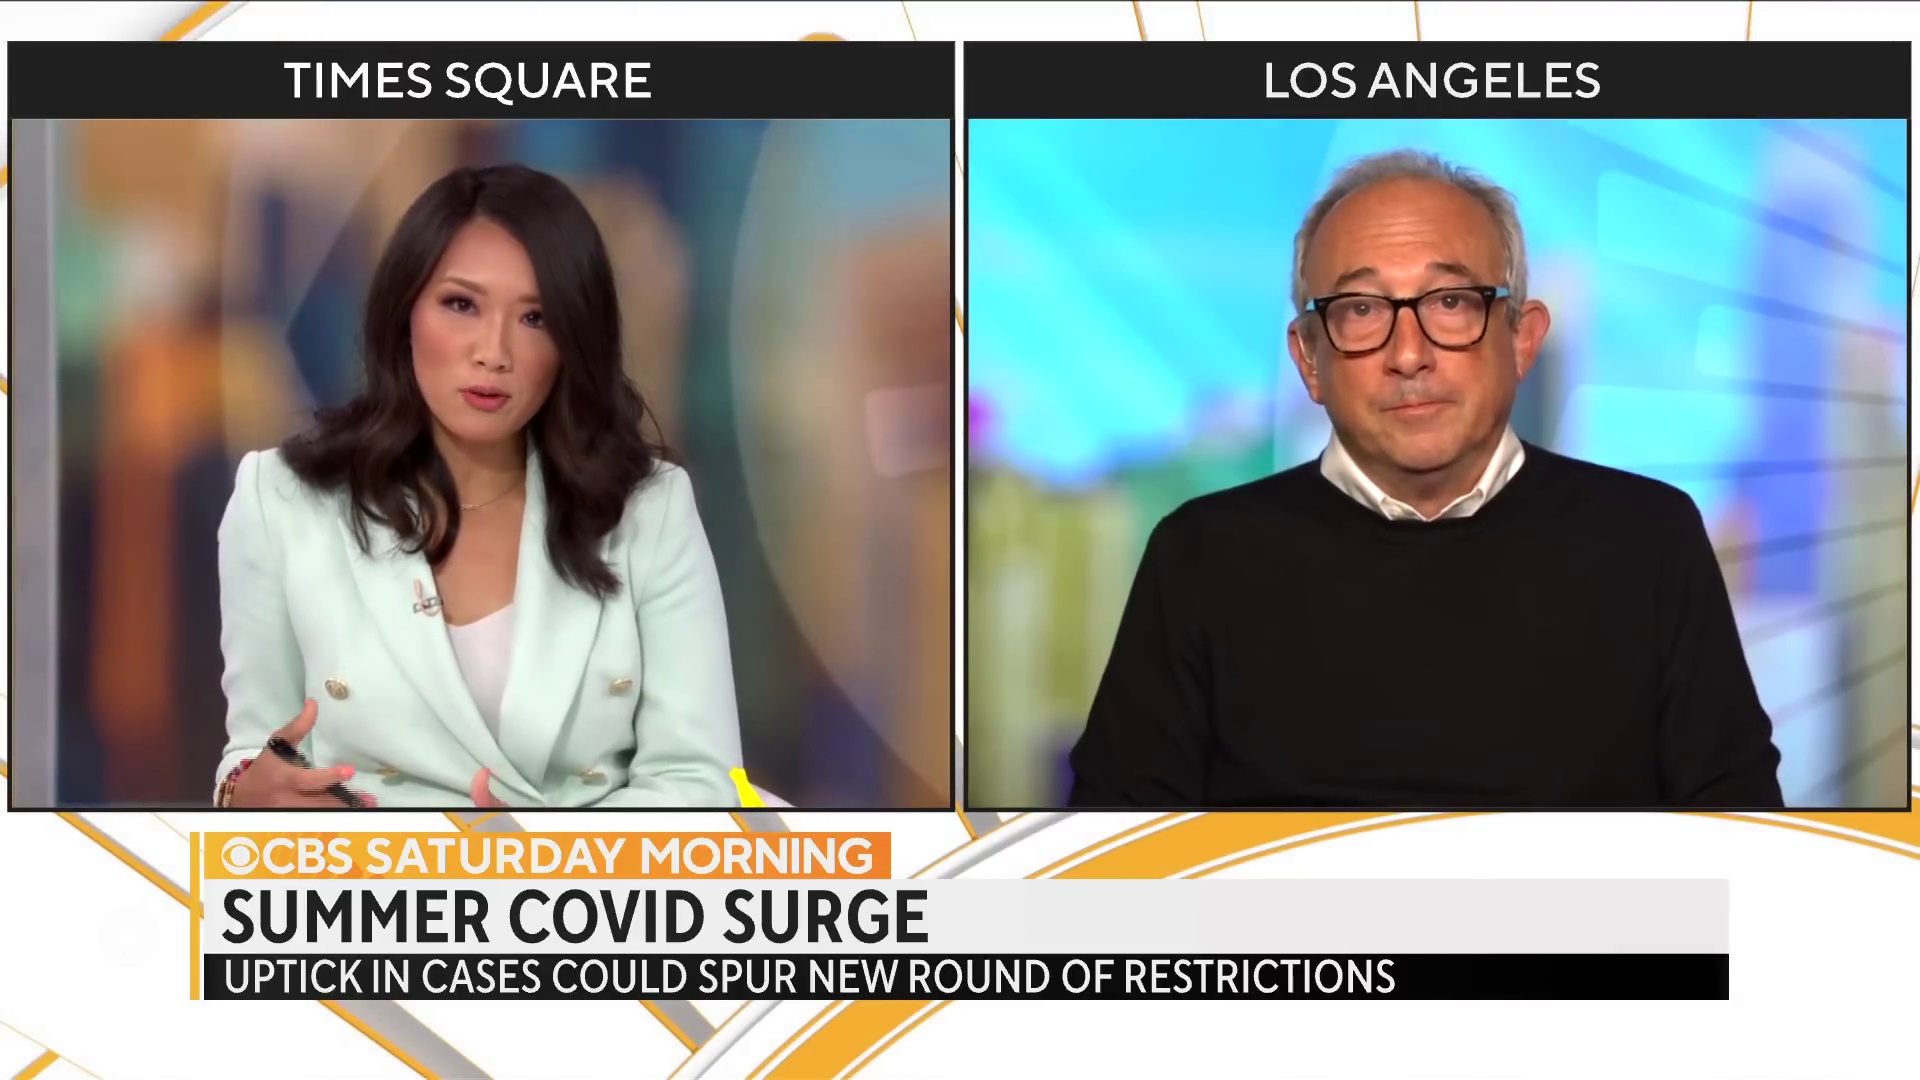 TIMES SQUARE
LOS ANGELES
CBS SATURDAY MORNING
SUMMER COVID SURGE
UPTICK IN CASES COULD SPUR NEW ROUND OF RESTRICTIONS